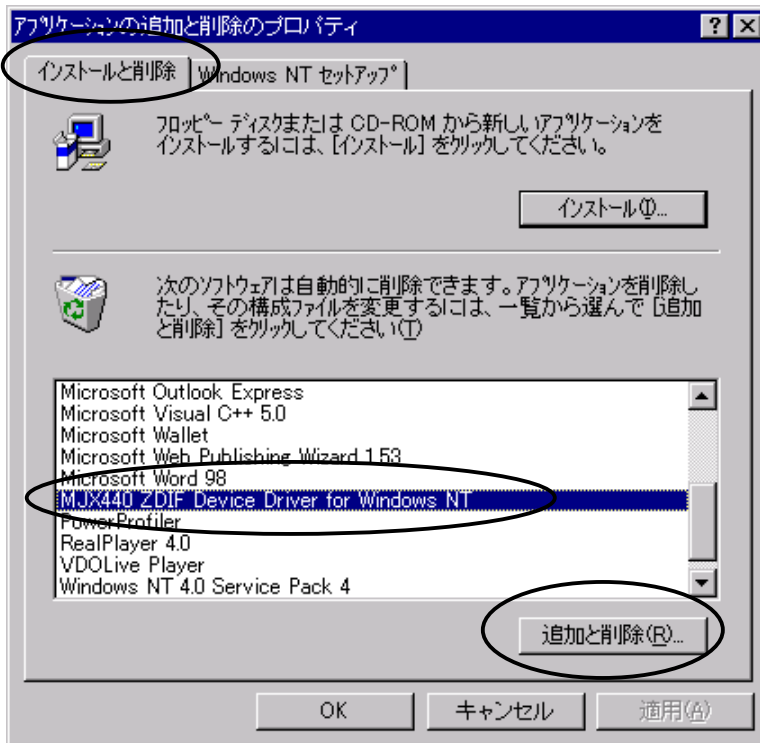 アプリケーションの追加と削除のプロパティ
インストールと削除
Windows NT セットアップ
フロッピー ディスクまたは CD-ROM から新しいアプリケーションを
インストールするには、[インストール] をクリックしてください。
インストール(I)...
次のソフトウェアは自動的に削除できます。アプリケーションを削除し
たり、その構成ファイルを変更するには、一覧から選んで [追加
と削除] をクリックしてください(T)
Microsoft Outlook Express
Microsoft Visual C++ 5.0
Microsoft Wallet
Microsoft Web Publishing Wizard 1.53
Microsoft Word 98
MJX440 ZDIF Device Driver for Windows NT
PowerProfiler
RealPlayer 4.0
VDOLive Player
Windows NT 4.0 Service Pack 4
追加と削除(R)...
OK
キャンセル
適用(A)